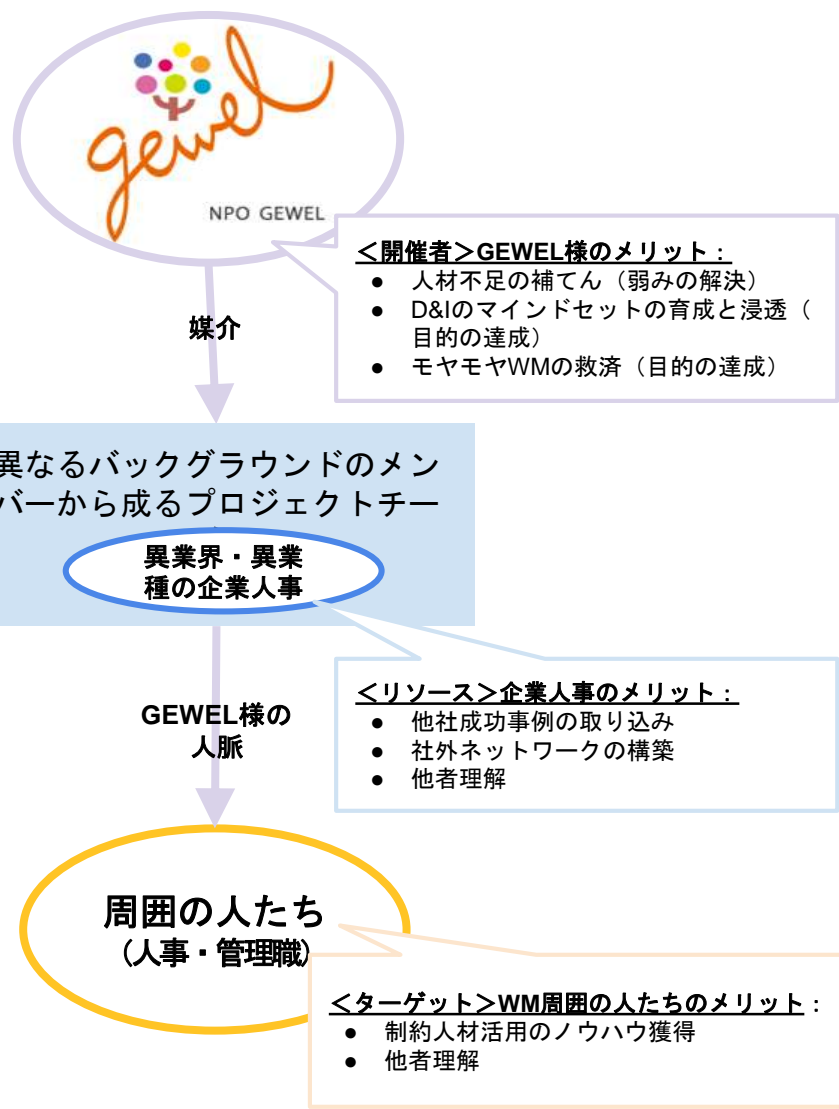 gewel
NPO GEWEL
＜開催者＞GEWEL様のメリット：
● 人材不足の補てん（弱みの解決）
● D&Iのマインドセットの育成と浸透（
目的の達成）
● モヤモヤWMの救済（目的の達成）
媒介
異なるバックグラウンドのメン
バーから成るプロジェクトチー
異業界・異業
種の企業人事
＜リソース＞企業人事のメリット：
● 他社成功事例の取り込み
● 社外ネットワークの構築
● 他者理解
GEWEL様の
人脈
周囲の人たち
（人事・管理職）
＜ターゲット＞WM周囲の人たちのメリット：
● 制約人材活用のノウハウ獲得
● 他者理解